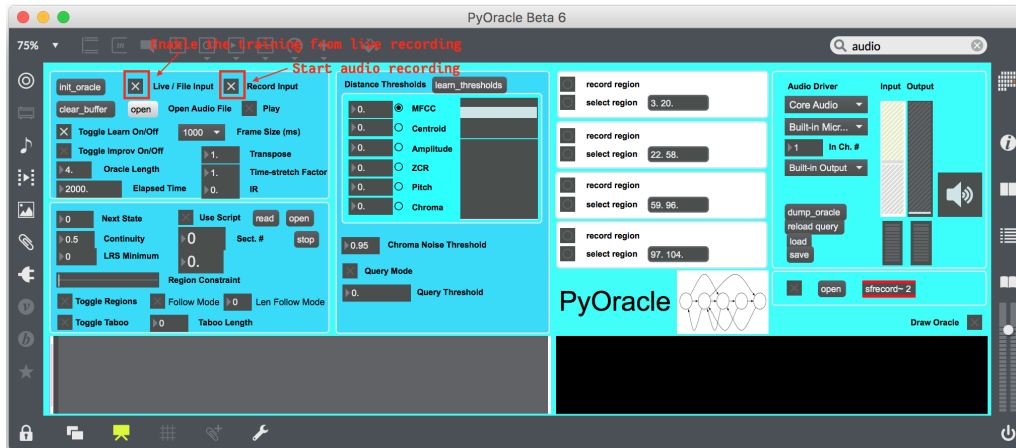 PyOracle Beta 6
75%
Enable the training from live recording
audio
Start audio recording
init_oracle
Live / File Input
Record Input
clear_buffer
open
Open Audio File
Play
Toggle Learn On/Off
1000
Frame Size (ms)
Toggle Improv On/Off
1.
Transpose
4.
Oracle Length
1.
Time-stretch Factor
2000.
Elapsed Time
0.
IR
0
Next State
Use Script
read
open
0.5
Continuity
0
Sect. #
stop
0
LRS Minimum
0.
Region Constraint
Toggle Regions
Follow Mode
0
Len Follow Mode
Toggle Taboo
0
Taboo Length
Distance Thresholds
learn_thresholds
0.
MFCC
0.
Centroid
0.
Amplitude
0.
ZCR
0.
Pitch
0.
Chroma
0.95
Chroma Noise Threshold
Query Mode
0.
Query Threshold
record region
select region
3. 20.
record region
select region
22. 58.
record region
select region
59. 96.
record region
select region
97. 104.
PyOracle
Audio Driver
Input
Output
Core Audio
Built-in Micr...
1
In Ch. #
Built-in Output
dump_oracle
reload query
load
save
open
sfrecord~ 2
Draw Oracle